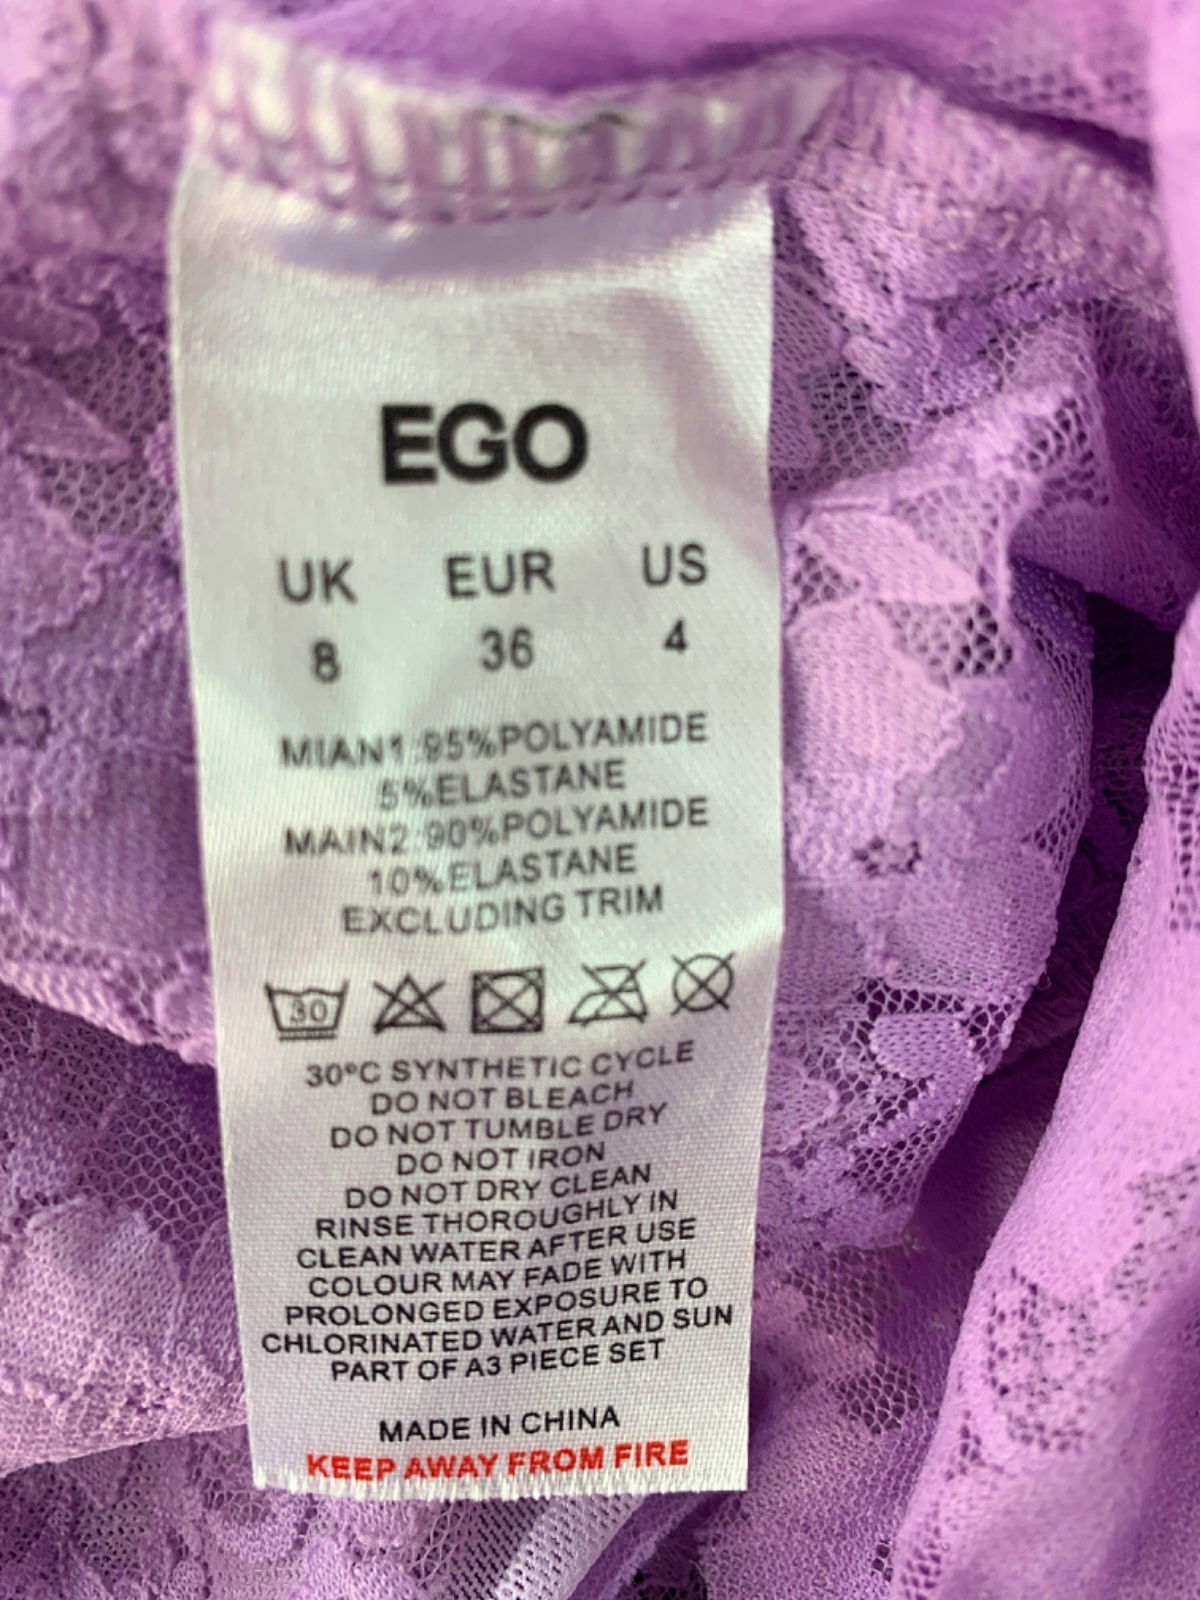 EGO
UK EUR US
8 36 4
MIAN1:95%POLYAMIDE
5%ELASTANE
MAIN2:90%POLYAMIDE
10%ELASTANE
EXCLUDING TRIM
30
30°C SYNTHETIC CYCLE
DO NOT BLEACH
DO NOT TUMBLE DRY
DO NOT IRON
DO NOT DRY CLEAN
RINSE THOROUGHLY IN
CLEAN WATER AFTER USE
COLOUR MAY FADE WITH
PROLONGED EXPOSURE TO
CHLORINATED WATER AND SUN
PART OF A3 PIECE SET
MADE IN CHINA
KEEP AWAY FROM FIRE